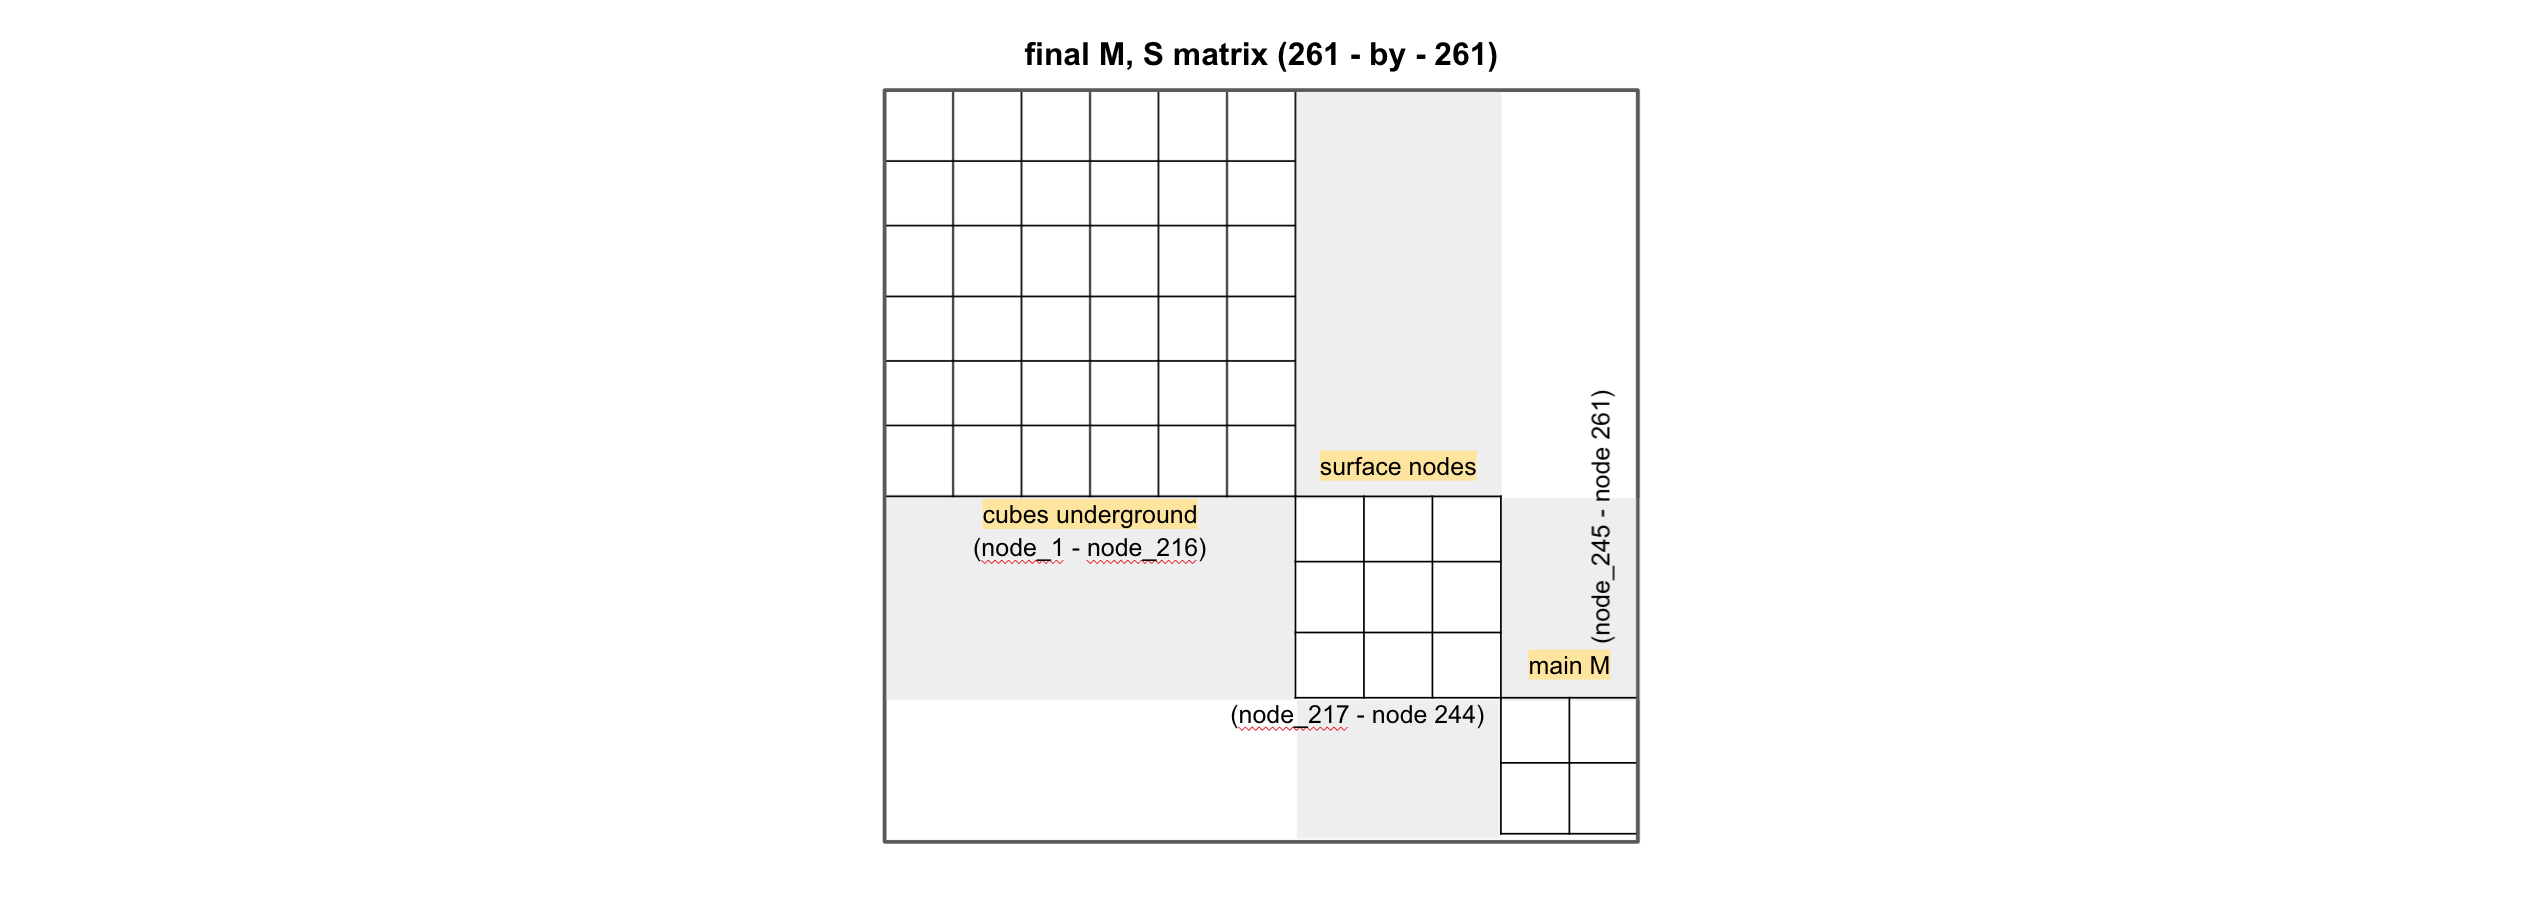 final M, S matrix (261 - by - 261)
surface nodes
cubes underground
(node_1 - node_216)
(node_245 - node 261)
main M
(node_217 - node 244)